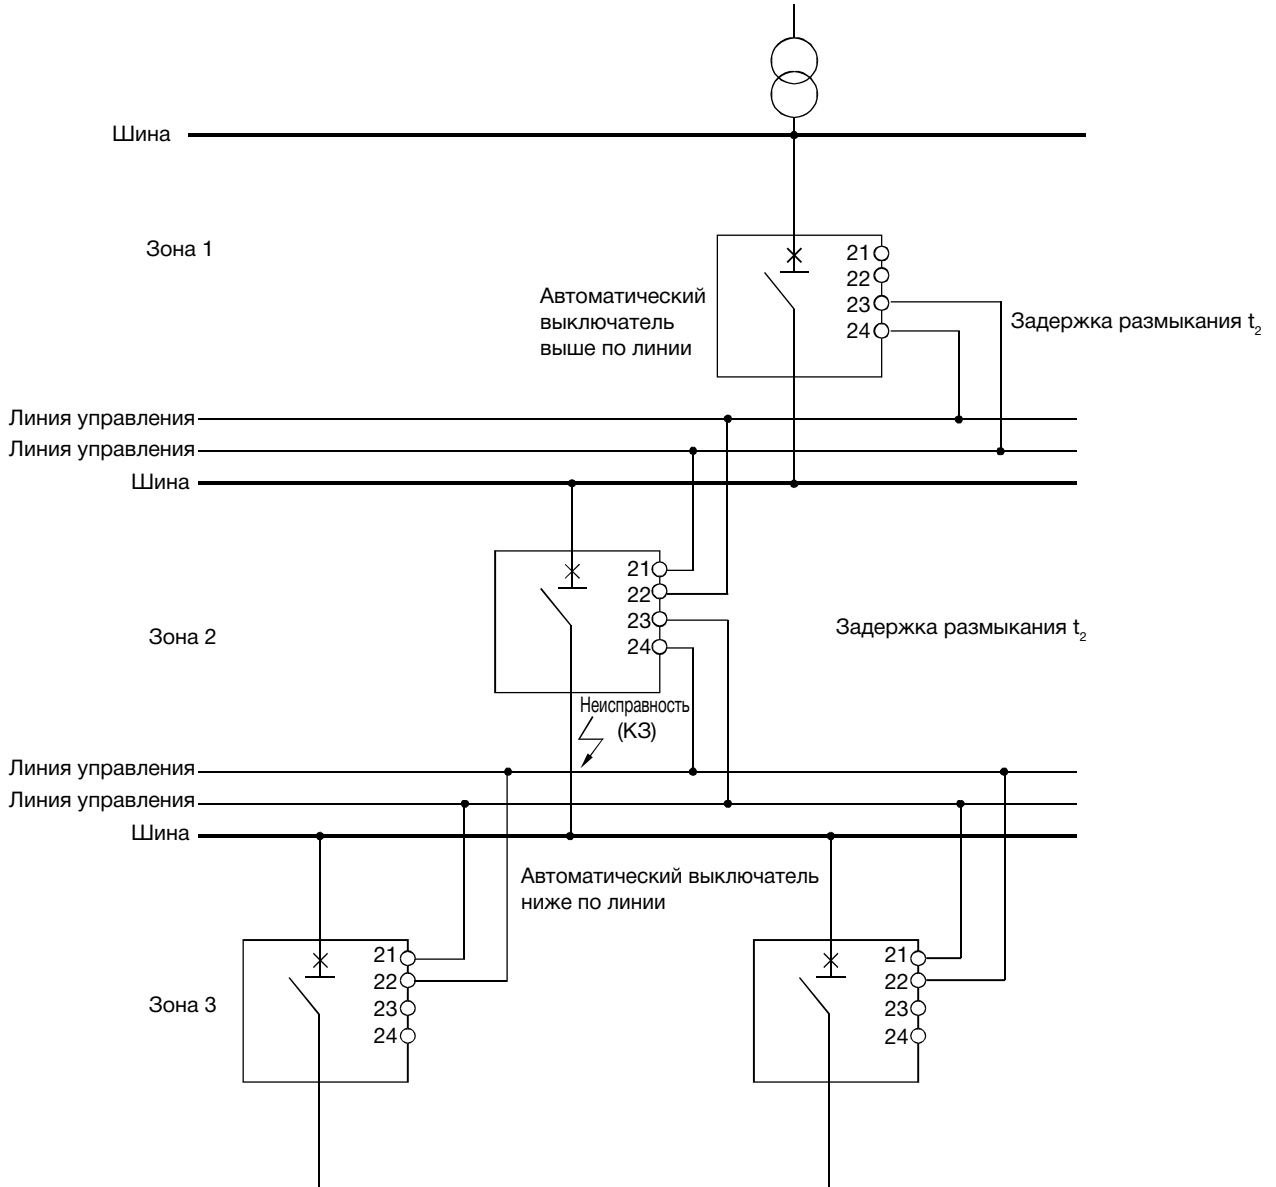 Шина
Зона 1
Автоматический
выключатель
выше по линии
21
22
23
24
Задержка размыкания t₂
Линия управления
Линия управления
Шина
Зона 2
21
22
23
24
Задержка размыкания t₂
Неисправность
(КЗ)
Линия управления
Линия управления
Шина
Автоматический выключатель
ниже по линии
Зона 3
21
22
23
24
21
22
23
24